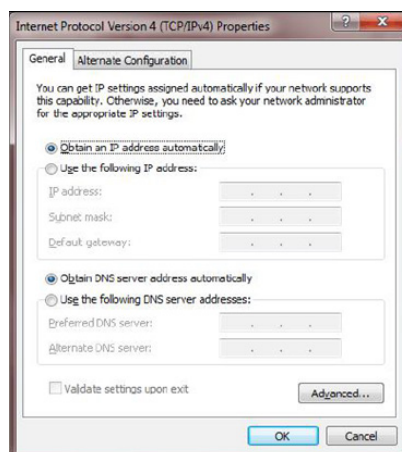 Internet Protocol Version 4 (TCP/IPv4) Properties
General
Alternate Configuration
You can get IP settings assigned automatically if your network supports
this capability. Otherwise, you need to ask your network administrator
for the appropriate IP settings.
Obtain an IP address automatically
Use the following IP address:
IP address:
Subnet mask:
Default gateway:
Obtain DNS server address automatically
Use the following DNS server addresses:
Preferred DNS server:
Alternate DNS server:
Validate settings upon exit
Advanced...
OK
Cancel